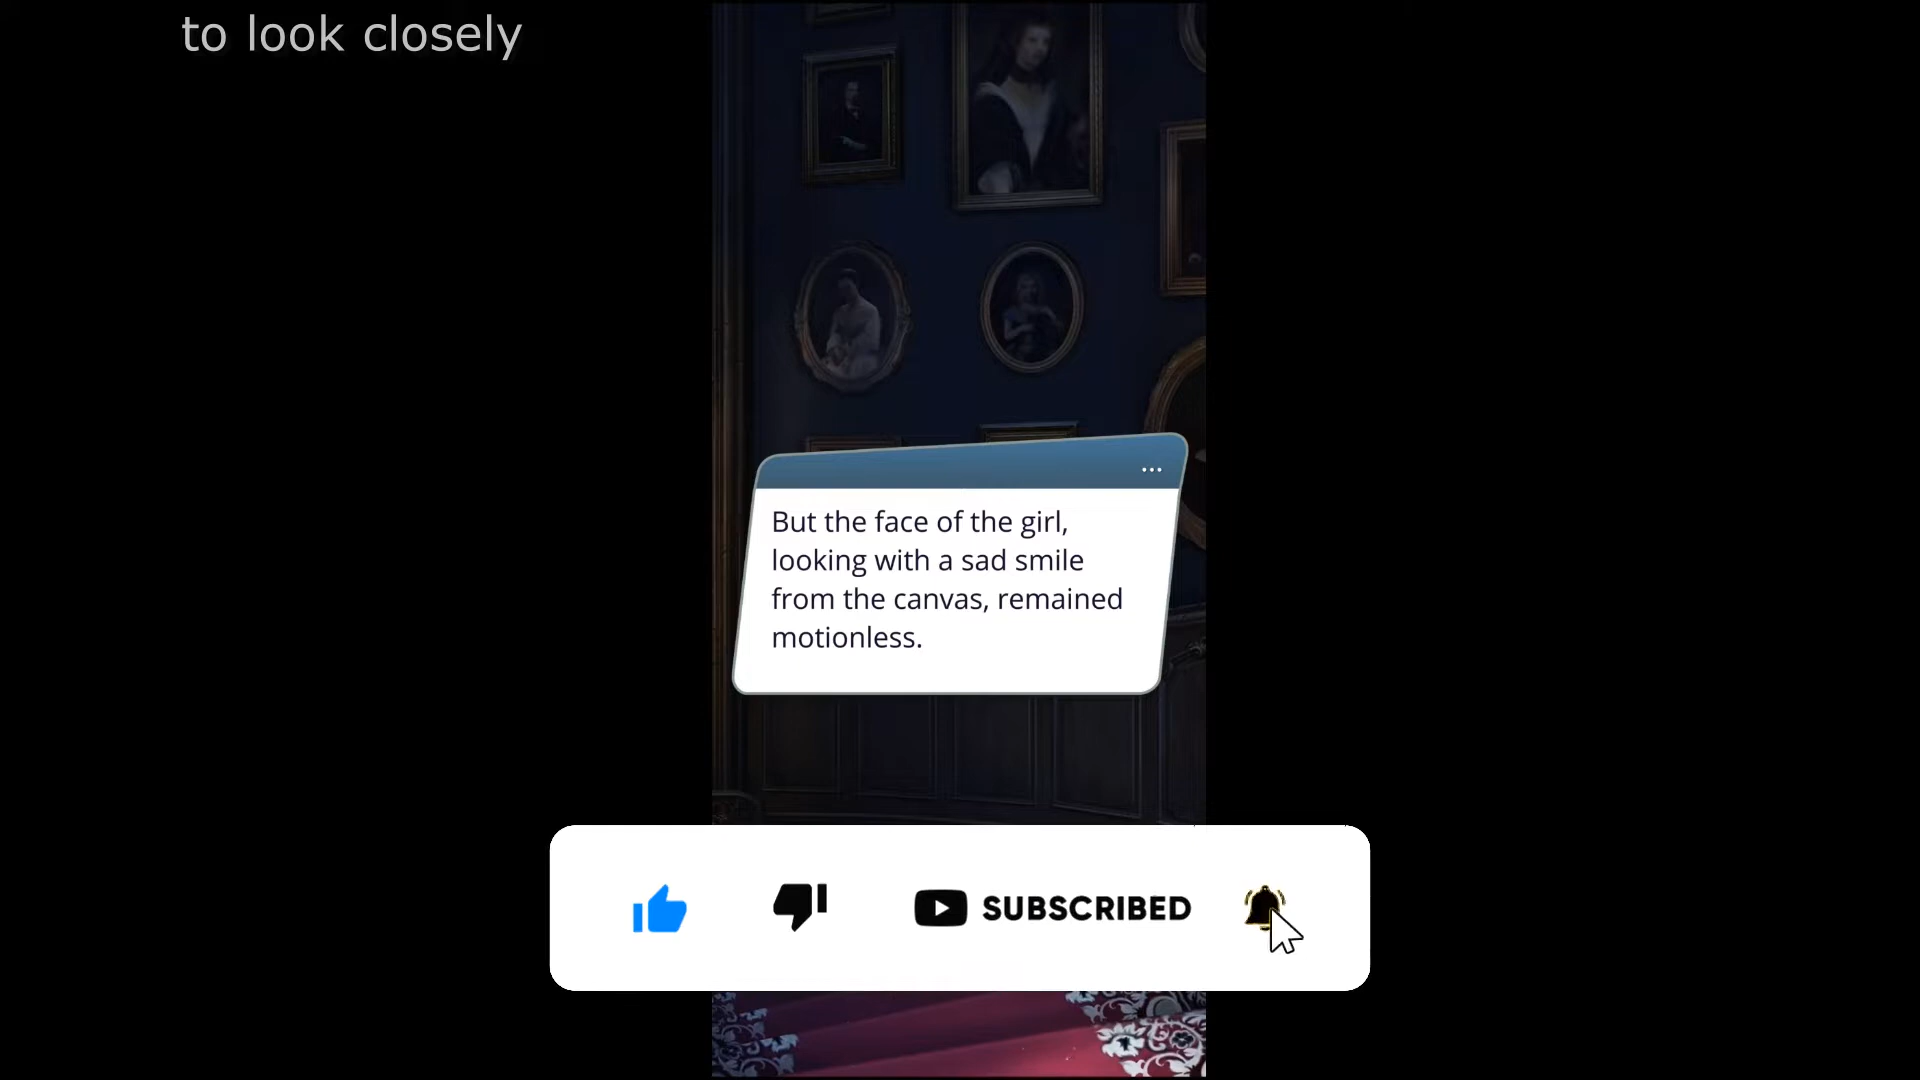 to look closely
...
But the face of the girl,
looking with a sad smile
from the canvas, remained
motionless.
SUBSCRIBED